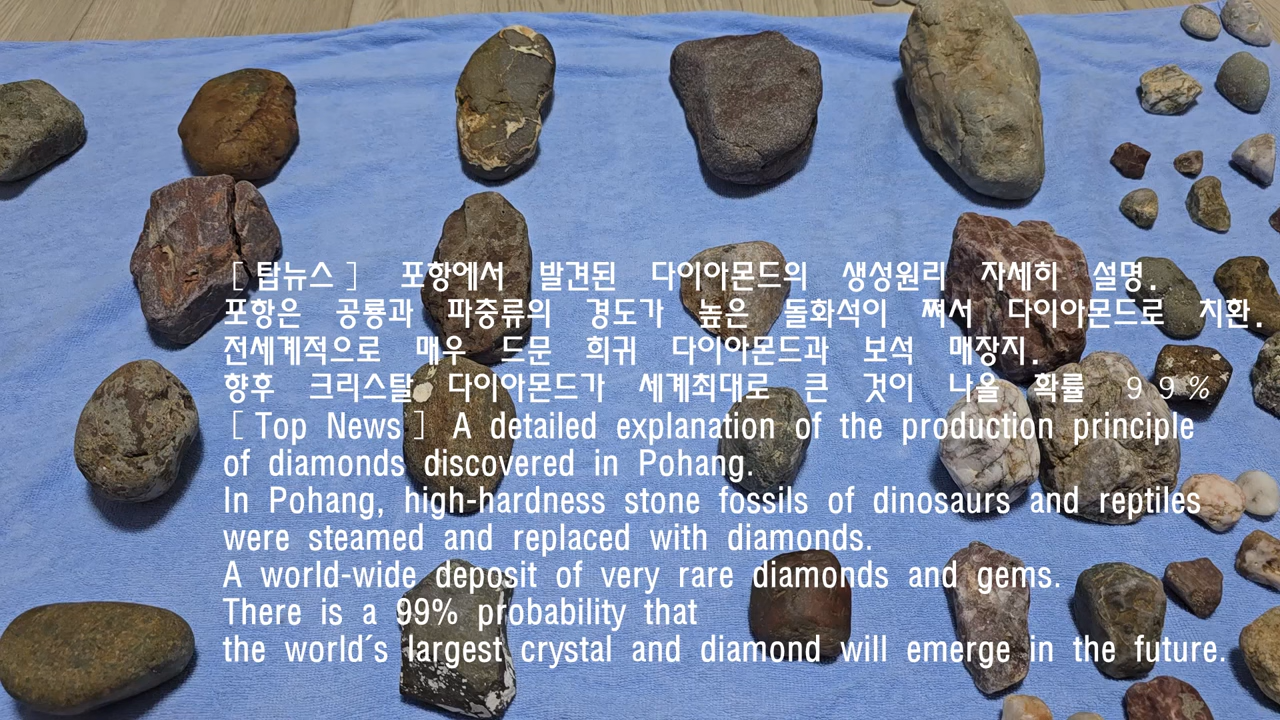 [탑뉴스] 포항에서 발견된 다이아몬드의 생성원리 자세히 설명.
포항은 공룡과 파충류의 경도가 높은 돌화석이 쪄서 다이아몬드로 치환.
전세계적으로 매우 드문 희귀 다이아몬드과 보석 매장지.
향후 크리스탈 다이아몬드가 세계최대로 큰 것이 나올 확률 99%
[Top News] A detailed explanation of the production principle
of diamonds discovered in Pohang.
In Pohang, high-hardness stone fossils of dinosaurs and reptiles
were steamed and replaced with diamonds.
A world-wide deposit of very rare diamonds and gems.
There is a 99% probability that
the world´s largest crystal and diamond will emerge in the future.